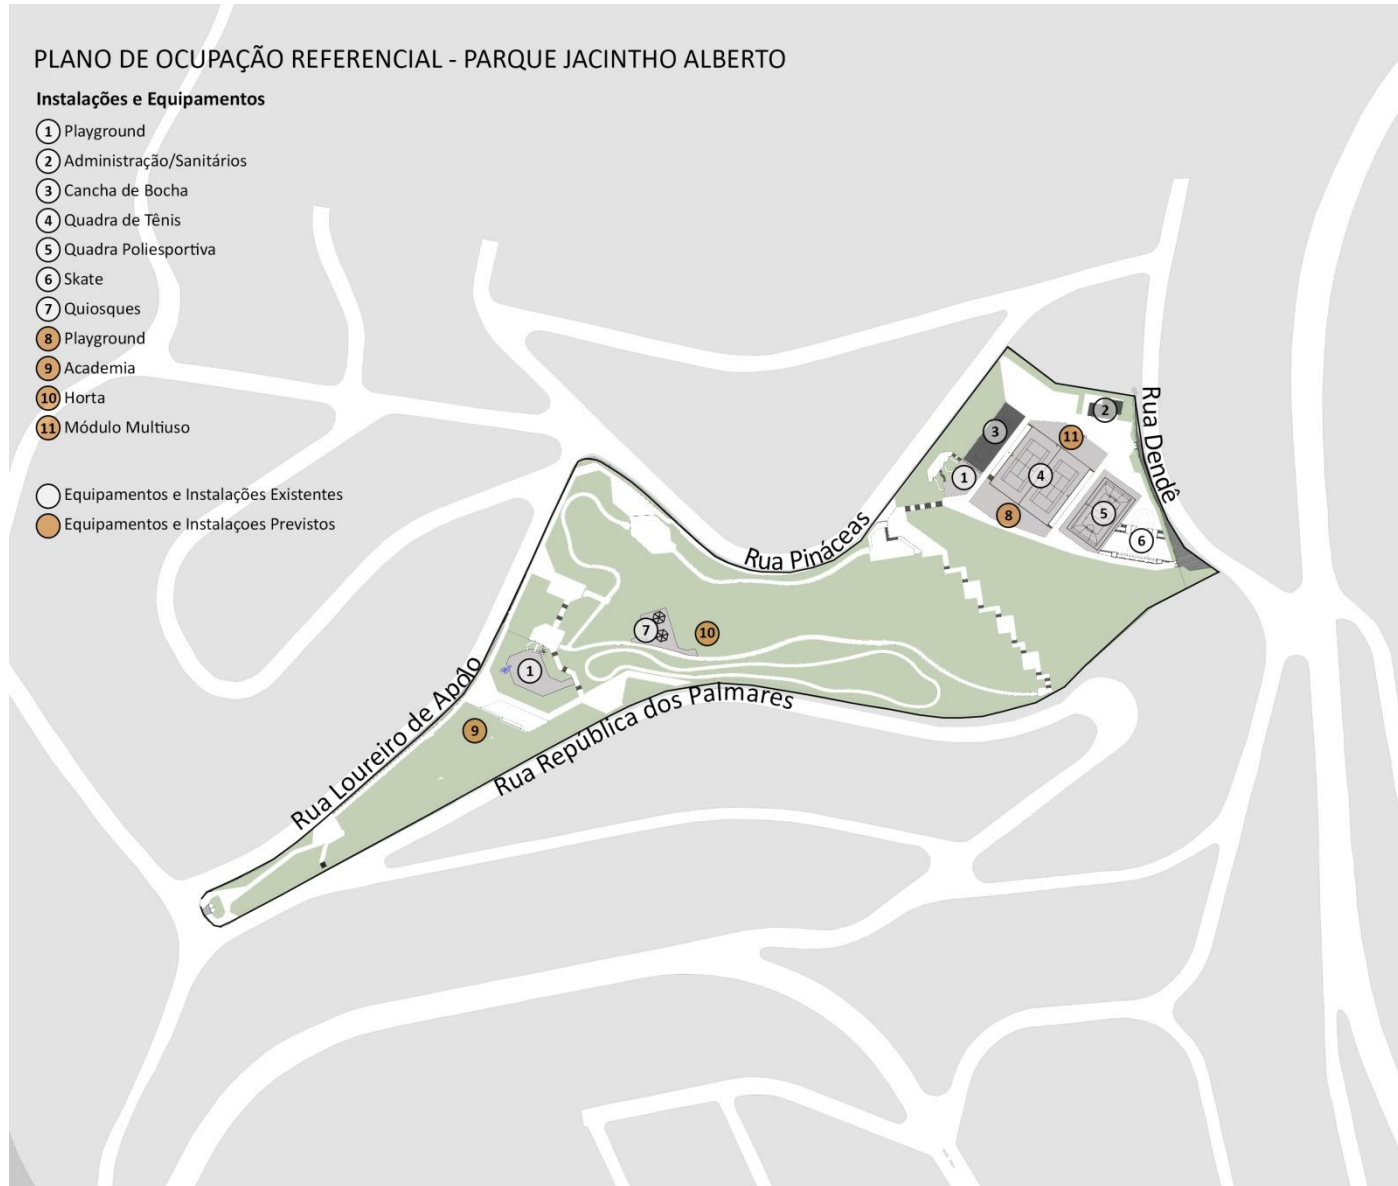 PLANO DE OCUPAÇÃO REFERENCIAL - PARQUE JACINTHO ALBERTO
Instalações e Equipamentos
1 Playground
2 Administração/Sanitários
3 Cancha de Bocha
4 Quadra de Tênis
5 Quadra Poliesportiva
6 Skate
7 Quiosques
8 Playground
9 Academia
10 Horta
11 Módulo Multiuso
Equipamentos e Instalações Existentes
Equipamentos e Instalaçoes Previstos
Rua Dendê
2
3
11
1
4
8
5
6
Rua Pináceas
7
10
1
9
Rua Loureiro de Apôlo
Rua República dos Palmares